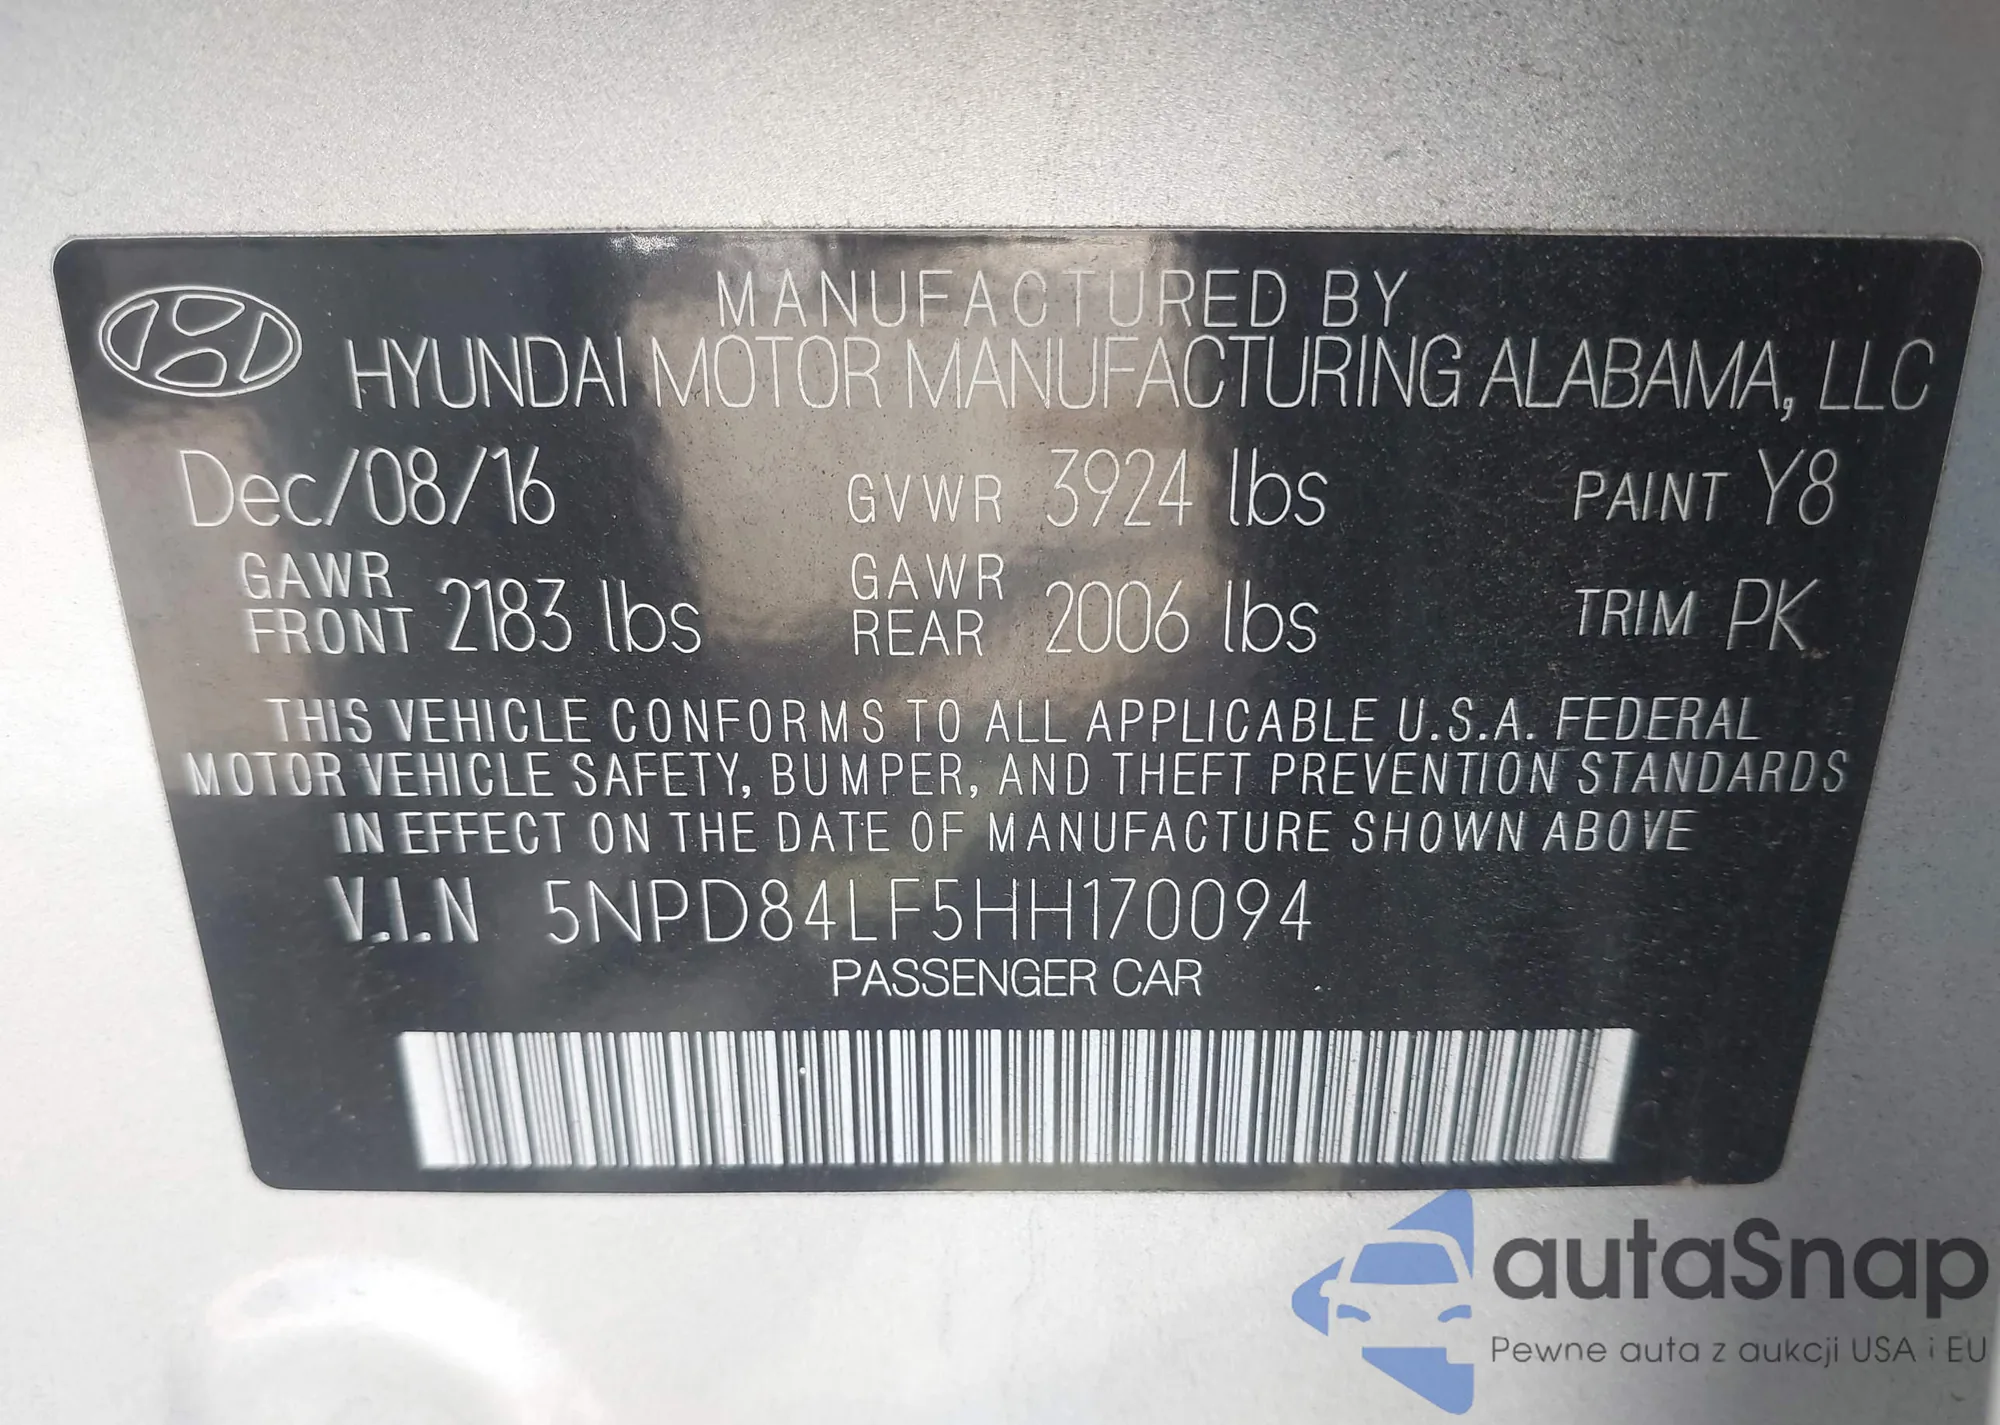 MANUFACTURED BY
HYUNDAI MOTOR MANUFACTURING ALABAMA, LLC
Dec/08/16 GVWR 3924 lbs PAINT Y8
GAWR FRONT 2183 lbs GAWR REAR 2006 lbs TRIM PK
THIS VEHICLE CONFORMS TO ALL APPLICABLE U.S.A. FEDERAL
MOTOR VEHICLE SAFETY, BUMPER, AND THEFT PREVENTION STANDARDS
IN EFFECT ON THE DATE OF MANUFACTURE SHOWN ABOVE
V.I.N 5NPD84LF5HH170094
PASSENGER CAR
autaSnap
Pewne auta z aukcji USA i EU